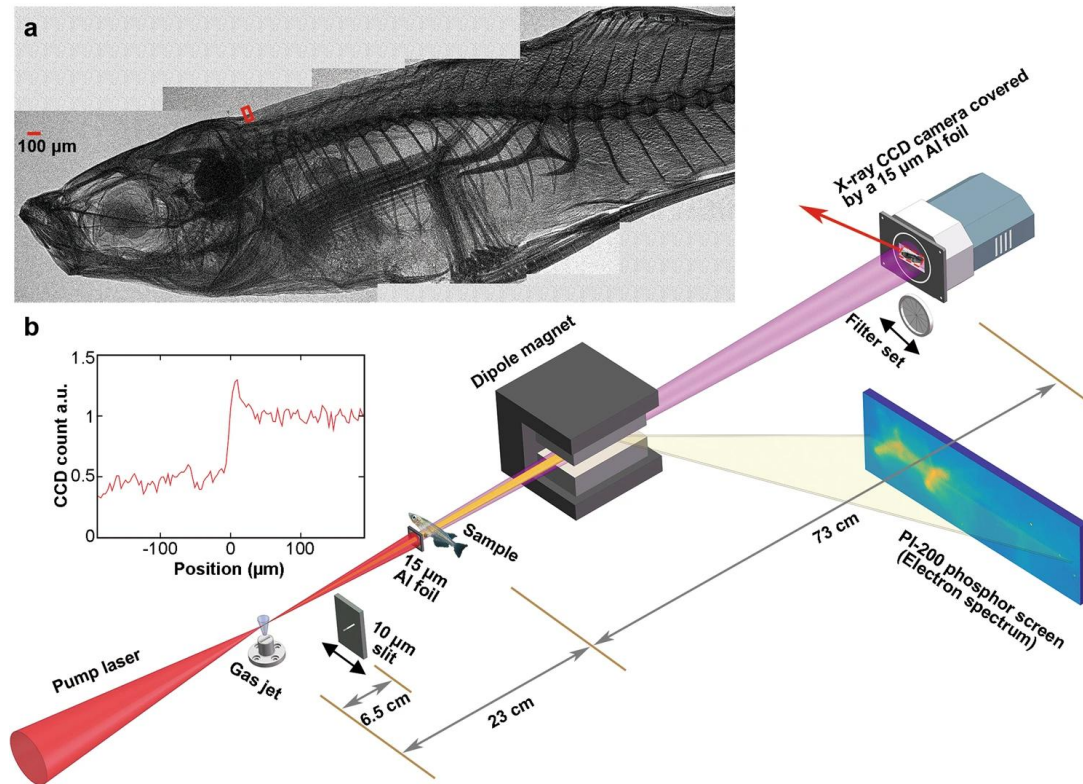 a
100 µm
X-ray CCD camera covered
by a 15 µm Al foil
b
Dipole magnet
Filter set
1.5
1
0.5
0
CCD count a.u.
-100
0
100
Position (µm)
Sample
15 µm
Al foil
73 cm
PI-200 phosphor screen
(Electron spectrum)
10 µm
slit
Pump laser
Gas jet
6.5 cm
23 cm